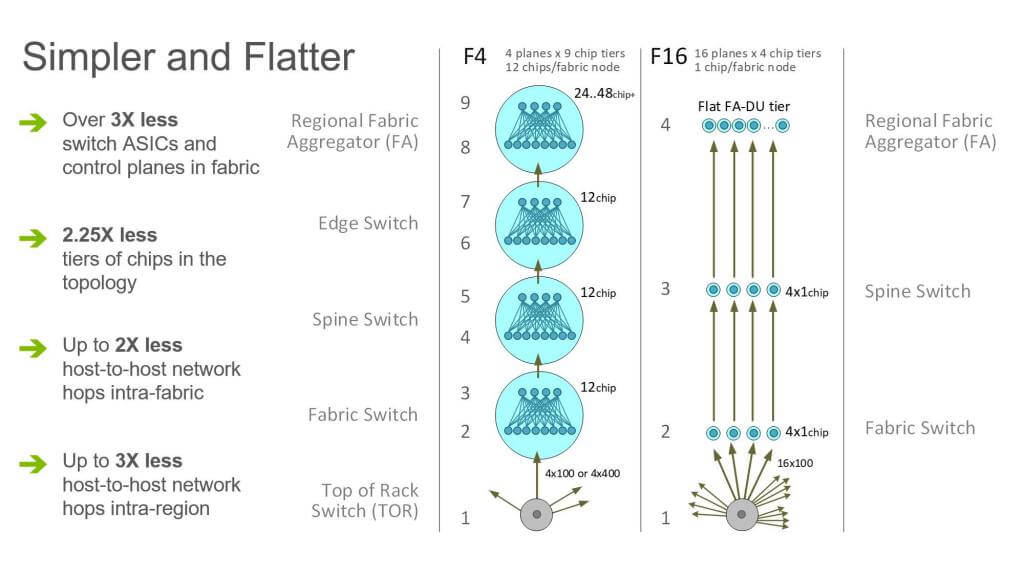 Simpler and Flatter
Over 3X less
switch ASICs and
control planes in fabric
2.25X less
tiers of chips in the
topology
Up to 2X less
host-to-host network
hops intra-fabric
Up to 3X less
host-to-host network
hops intra-region
Regional Fabric
Aggregator (FA)
Edge Switch
Spine Switch
Fabric Switch
Top of Rack
Switch (TOR)
F4
4 planes x 9 chip tiers
12 chips/fabric node
9
24..48chip+
8
7
12chip
6
5
12chip
4
3
12chip
2
4x100 or 4x400
1
F16
16 planes x 4 chip tiers
1 chip/fabric node
Flat FA-DU tier
4
...
3
4x1chip
2
4x1chip
16x100
1
Regional Fabric
Aggregator (FA)
Spine Switch
Fabric Switch